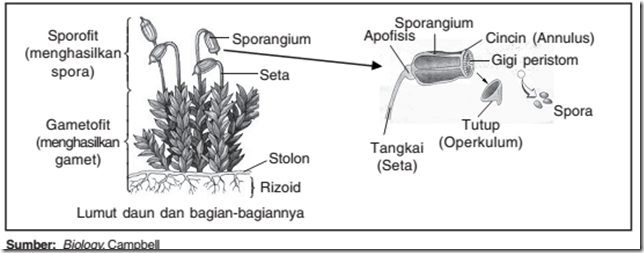 Sporofit
(menghasilkan
spora)
Sporangium
Seta
Gametofit
(menghasilkan
gamet)
Stolon
Rizoid
Lumut daun dan bagian-bagiannya
Sporangium
Apofisis
Cincin (Annulus)
Gigi peristom
Spora
Tutup
(Operkulum)
Tangkai
(Seta)
Sumber: Biology, Campbell